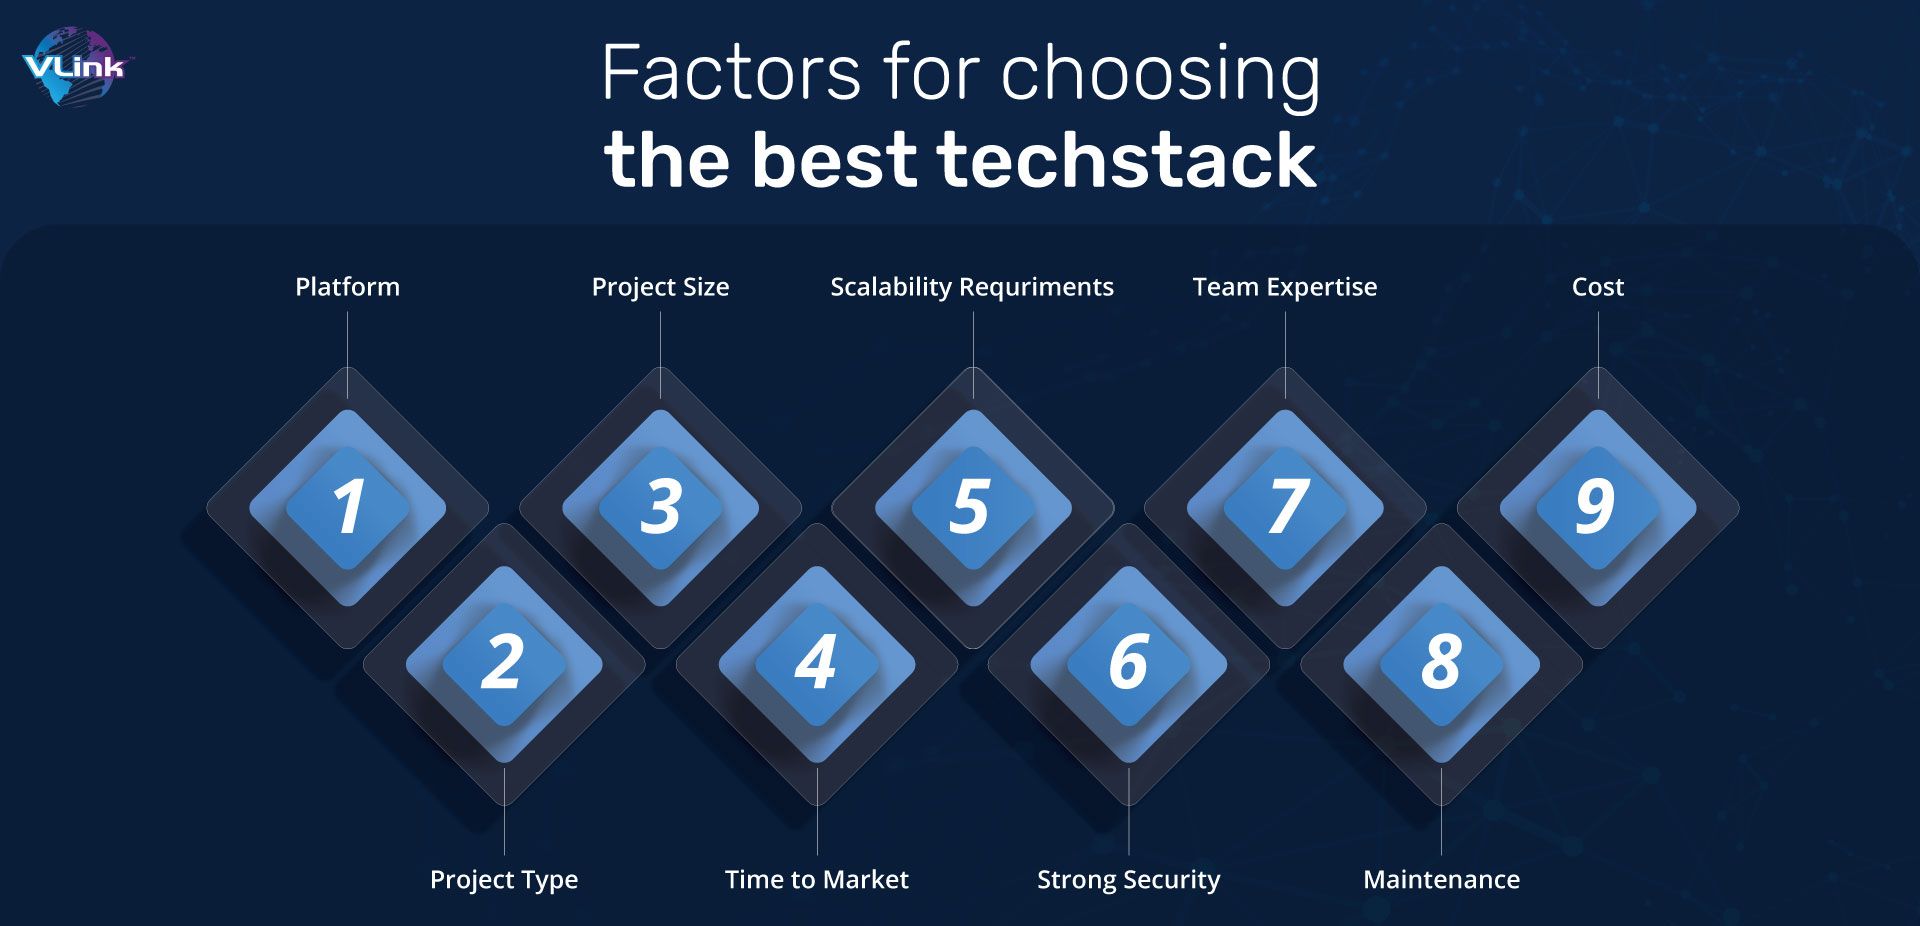 VLink
Factors for choosing
the best techstack
Platform
Project Size
Scalability Requriments
Team Expertise
Cost
1
3
5
7
9
2
4
6
8
Project Type
Time to Market
Strong Security
Maintenance